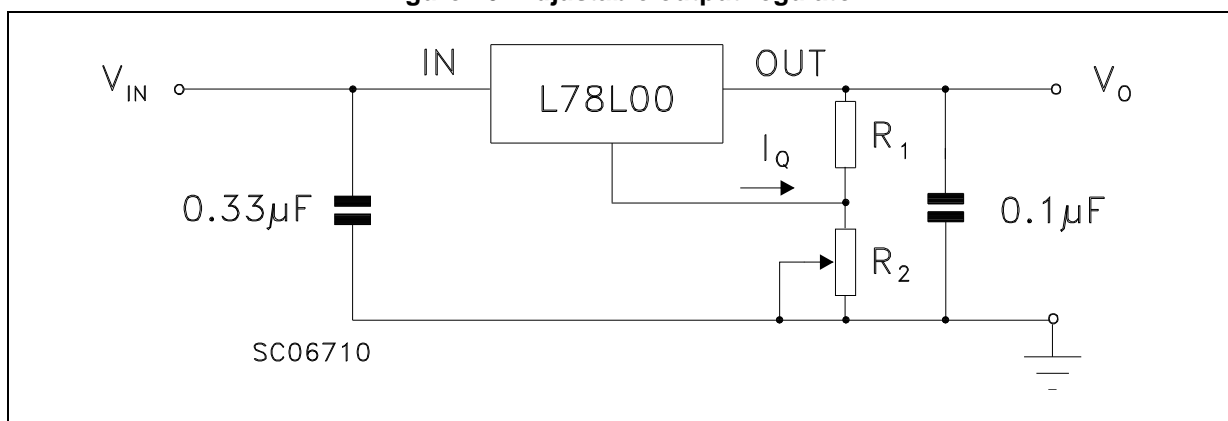 IN
OUT
V_IN
L78L00
V_O
R_1
I_Q
0.33µF
0.1µF
R_2
SC06710